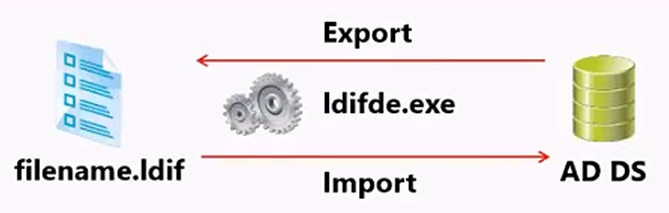 Export
ldifde.exe
filename.ldif
AD DS
Import